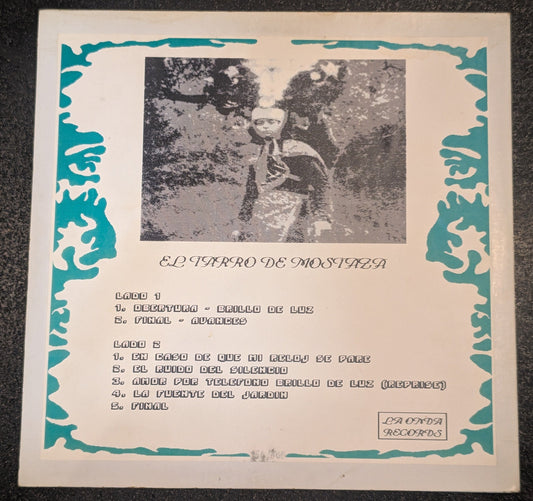 EL TARRO DE MOSTAZA
LADO 1
1. OBERTURA - BRILLO DE LUZ
2. FINAL - AVANCES
LADO 2
1. EN CASO DE QUE MI RELOJ SE PARE
2. EL RUIDO DEL SILENCIO
3. AMOR POR TELEFONO BRILLO DE LUZ (REPRISE)
4. LA FUENTE DEL JARDIN
5. FINAL
LA ONDA
RECORDS